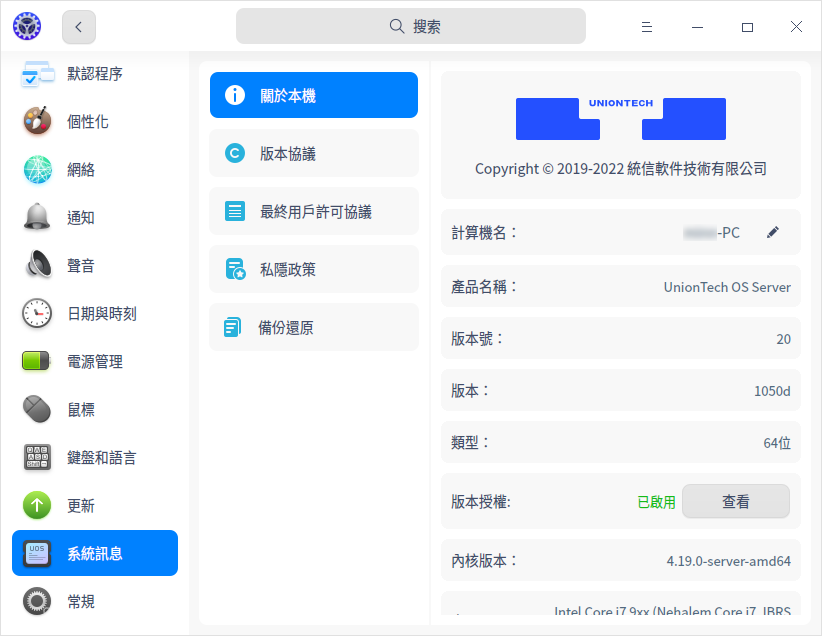 搜索
默認程序
個性化
網絡
通知
聲音
日期與時刻
電源管理
鼠標
鍵盤和語言
更新
UOS
系統訊息
常規
關於本機
版本協議
最終用戶許可協議
私隱政策
備份還原
UNIONTECH
Copyright © 2019-2022 統信軟件技術有限公司
計算機名： -PC
產品名稱： UnionTech OS Server
版本號： 20
版本： 1050d
類型： 64位
版本授權: 已啟用 查看
內核版本： 4.19.0-server-amd64
Intel Core i7 9xx (Nehalem Core i7, IBRS